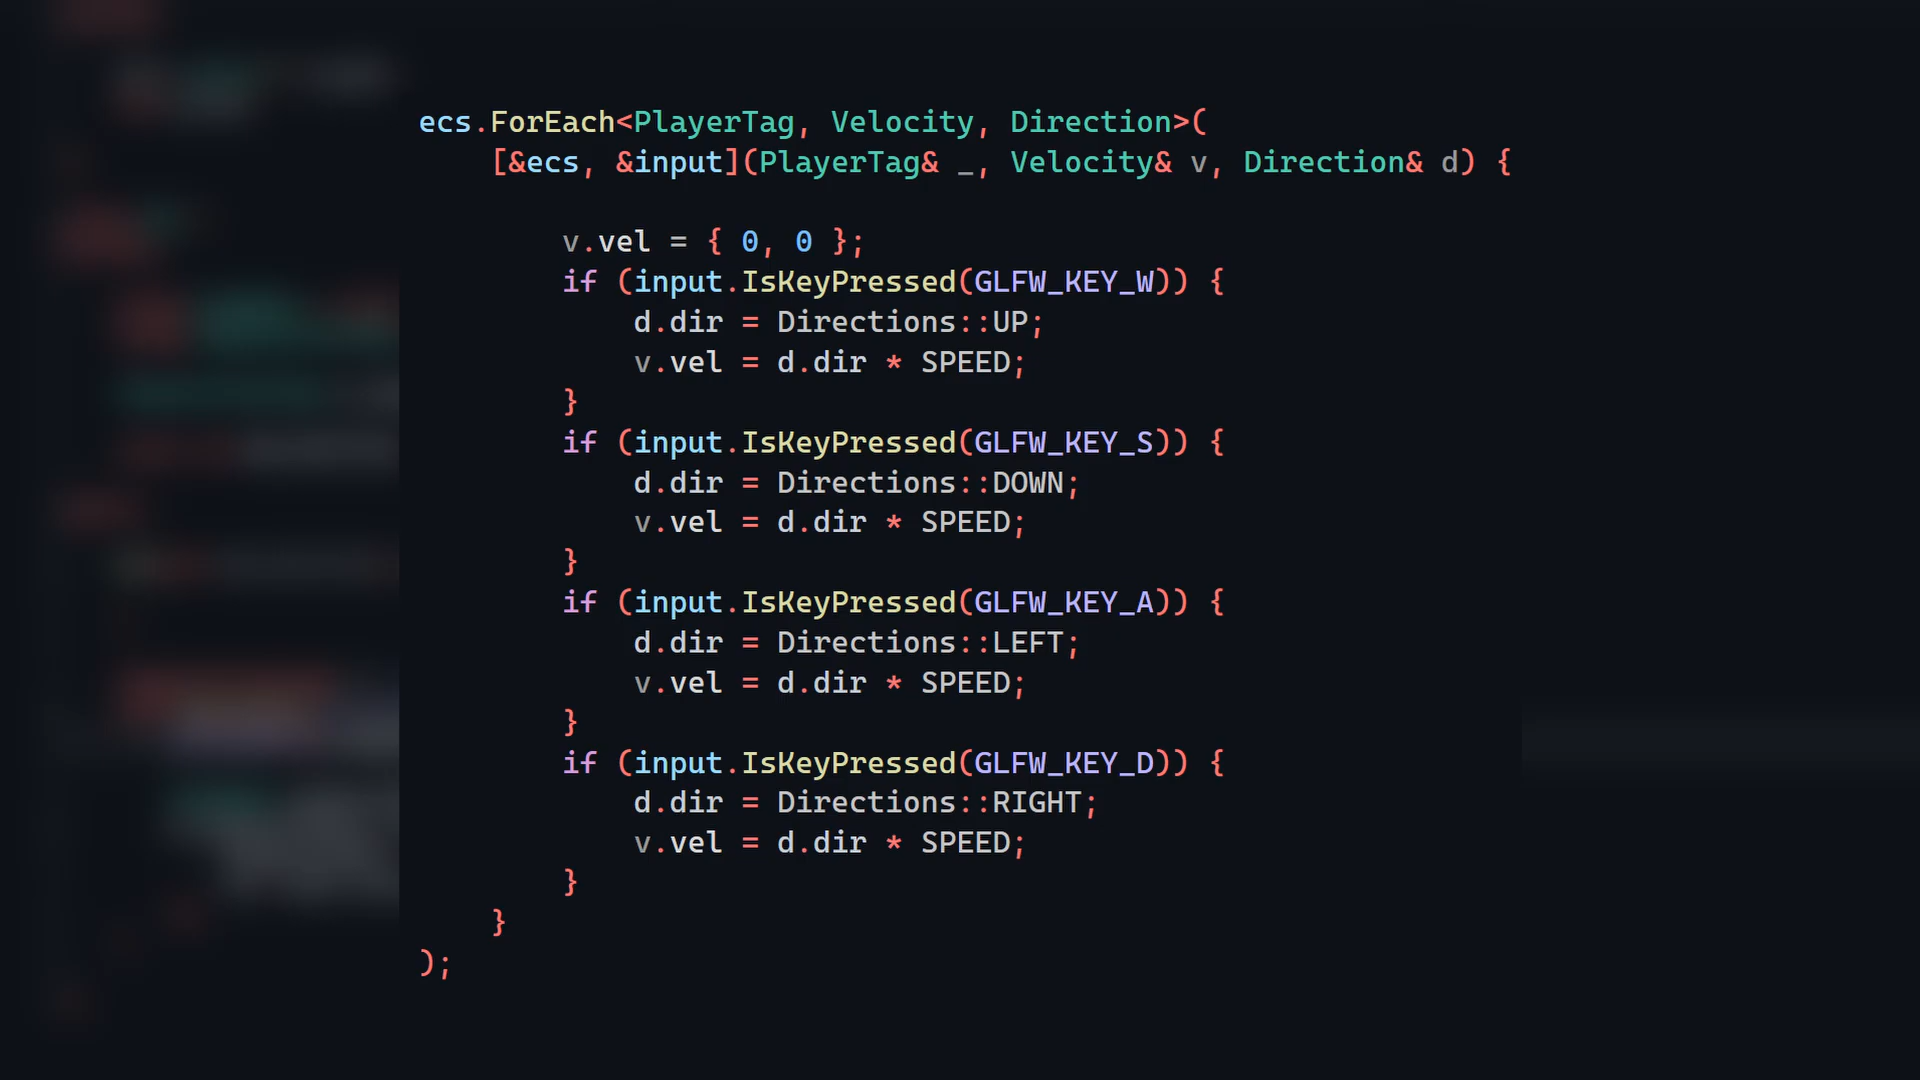 ecs.ForEach<PlayerTag, Velocity, Direction>(
    [&ecs, &input](PlayerTag& _, Velocity& v, Direction& d) {
        v.vel = { 0, 0 };
        if (input.IsKeyPressed(GLFW_KEY_W)) {
            d.dir = Directions::UP;
            v.vel = d.dir * SPEED;
        }
        if (input.IsKeyPressed(GLFW_KEY_S)) {
            d.dir = Directions::DOWN;
            v.vel = d.dir * SPEED;
        }
        if (input.IsKeyPressed(GLFW_KEY_A)) {
            d.dir = Directions::LEFT;
            v.vel = d.dir * SPEED;
        }
        if (input.IsKeyPressed(GLFW_KEY_D)) {
            d.dir = Directions::RIGHT;
            v.vel = d.dir * SPEED;
        }
    }
);